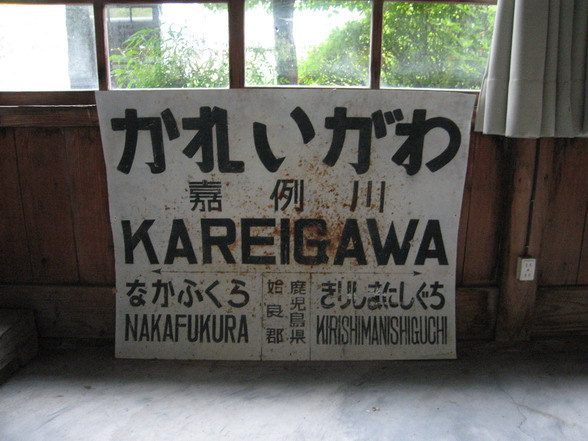 かれいがわ
嘉例川
KAREIGAWA
なかふくら
NAKAFUKURA
姶良郡
鹿児島県
きりしまにしぐち
KIRISHIMANISHIGUCHI